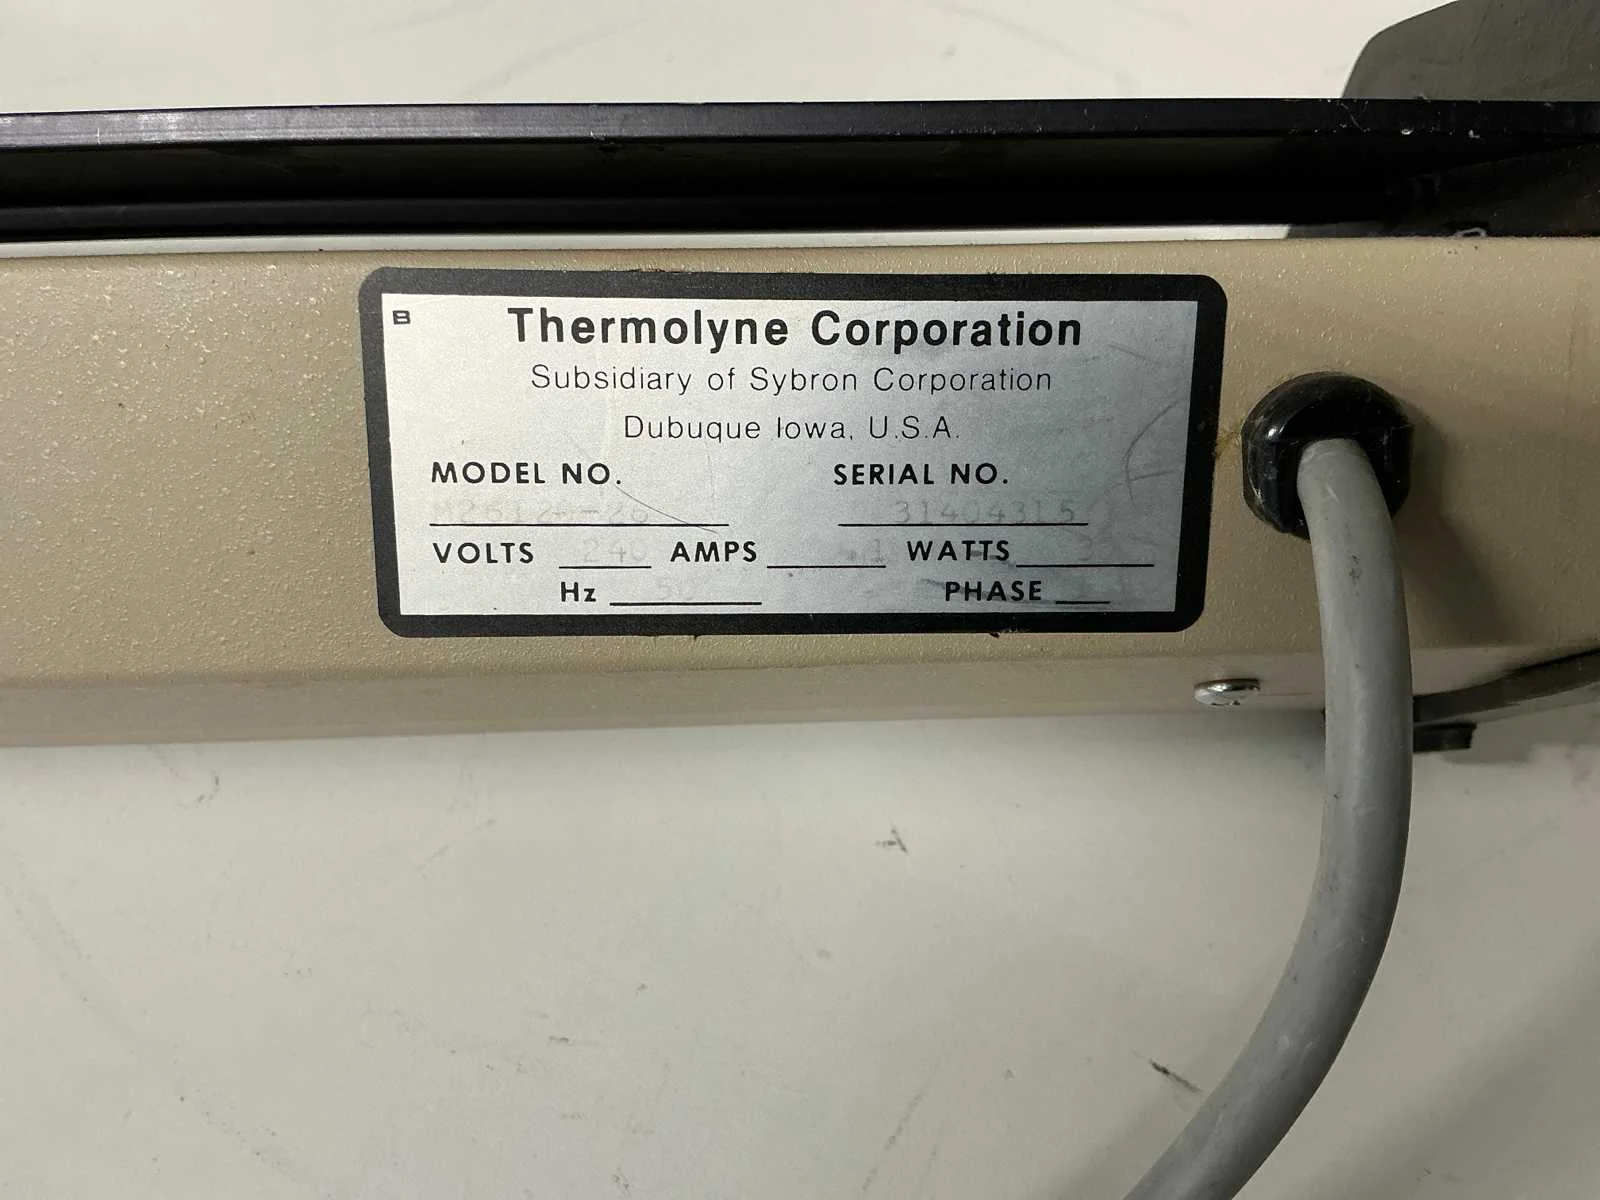 B
Thermolyne Corporation
Subsidiary of Sybron Corporation
Dubuque Iowa, U.S.A.
MODEL NO. SERIAL NO.
31404315
VOLTS 240 AMPS WATTS
Hz 50 PHASE